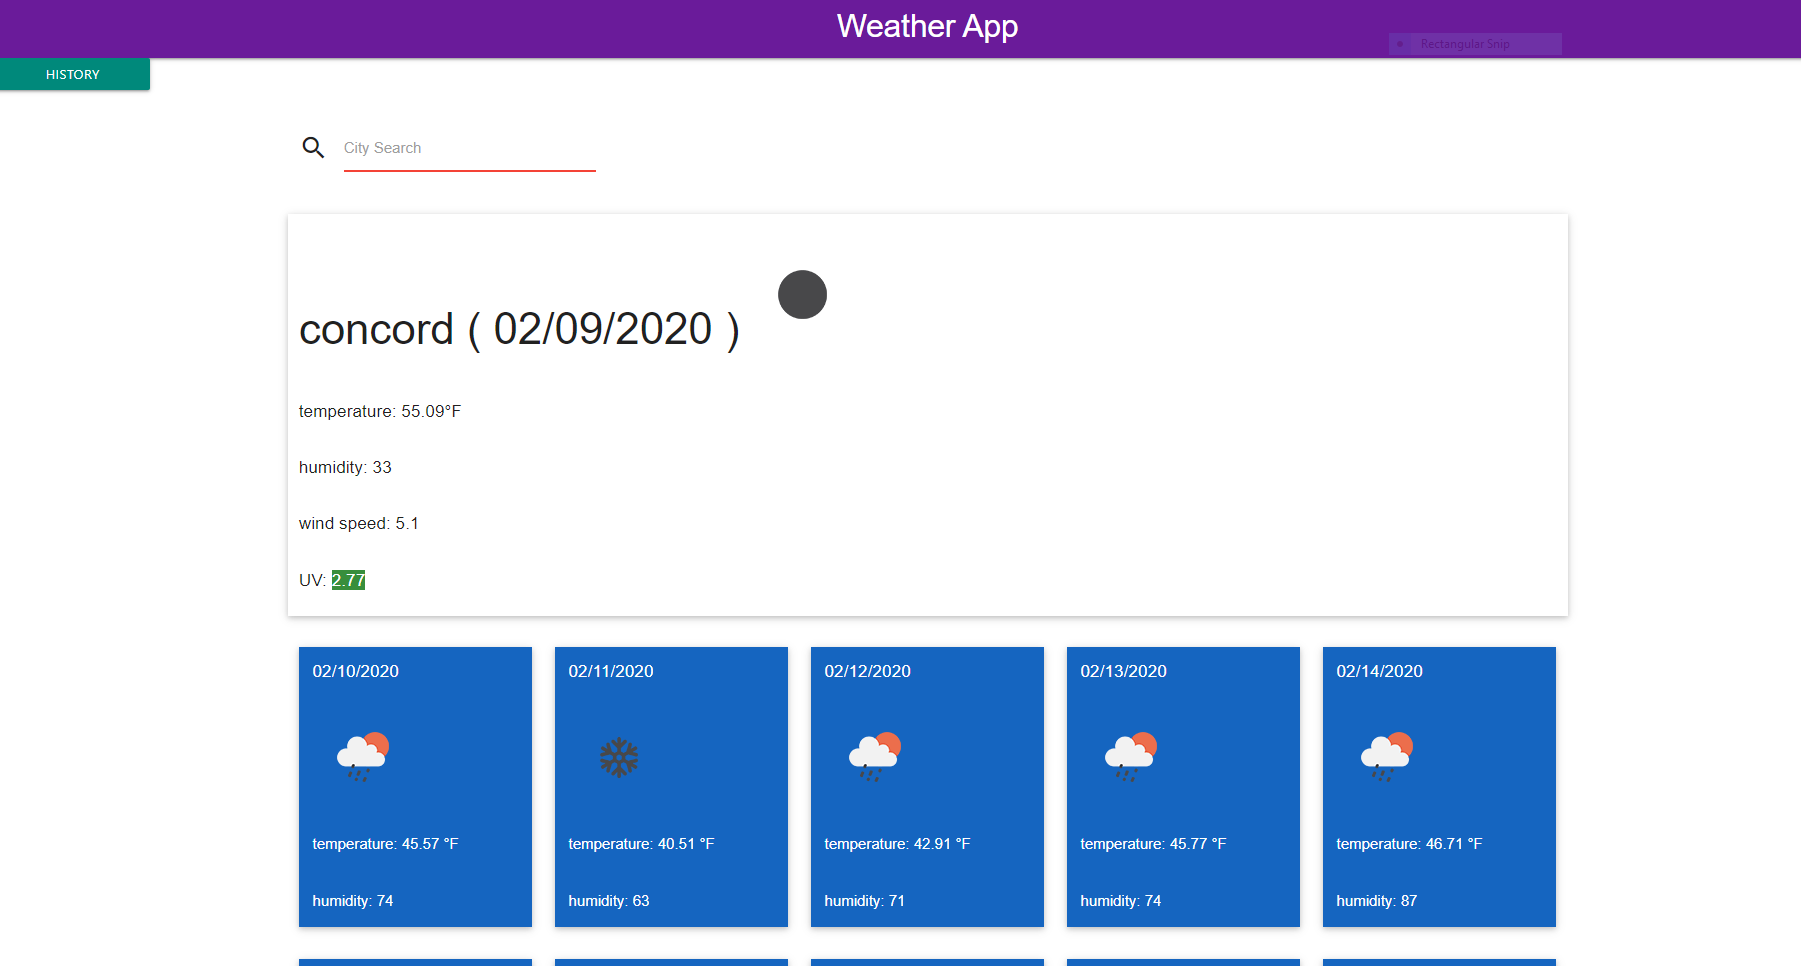 Weather App
Rectangular Snip
HISTORY
City Search
concord ( 02/09/2020 )
temperature: 55.09°F
humidity: 33
wind speed: 5.1
UV: 2.77
02/10/2020 02/11/2020 02/12/2020 02/13/2020 02/14/2020
temperature: 45.57 °F temperature: 40.51 °F temperature: 42.91 °F temperature: 45.77 °F temperature: 46.71 °F
humidity: 74 humidity: 63 humidity: 71 humidity: 74 humidity: 87